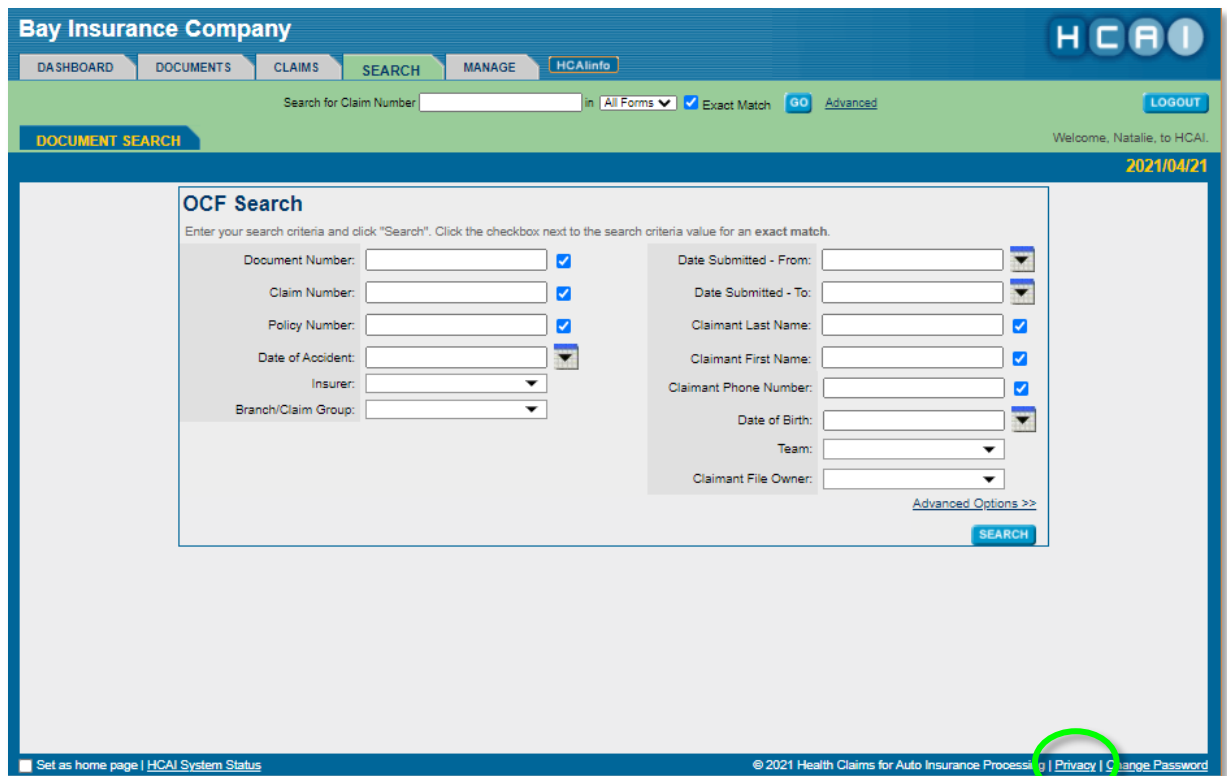 Bay Insurance Company
HCAI
DASHBOARD DOCUMENTS CLAIMS SEARCH MANAGE HCAIinfo
Search for Claim Number in All Forms Exact Match GO Advanced LOGOUT
DOCUMENT SEARCH Welcome, Natalie, to HCAI.
2021/04/21
OCF Search
Enter your search criteria and click "Search". Click the checkbox next to the search criteria value for an exact match.
Document Number: Date Submitted - From:
Claim Number: Date Submitted - To:
Policy Number: Claimant Last Name:
Date of Accident: Claimant First Name:
Insurer: Claimant Phone Number:
Branch/Claim Group: Date of Birth:
Team:
Claimant File Owner:
Advanced Options >>
SEARCH
Set as home page | HCAI System Status © 2021 Health Claims for Auto Insurance Processing | Privacy | Change Password